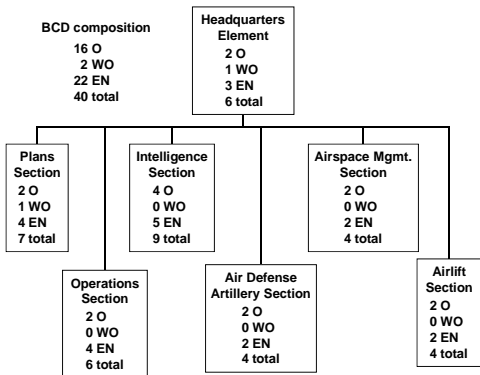 BCD composition
16 O
2 WO
22 EN
40 total
Headquarters
Element
2 O
1 WO
3 EN
6 total
Plans
Section
2 O
1 WO
4 EN
7 total
Intelligence
Section
4 O
0 WO
5 EN
9 total
Airspace Mgmt.
Section
2 O
0 WO
2 EN
4 total
Operations
Section
2 O
0 WO
4 EN
6 total
Air Defense
Artillery Section
2 O
0 WO
2 EN
4 total
Airlift
Section
2 O
0 WO
2 EN
4 total